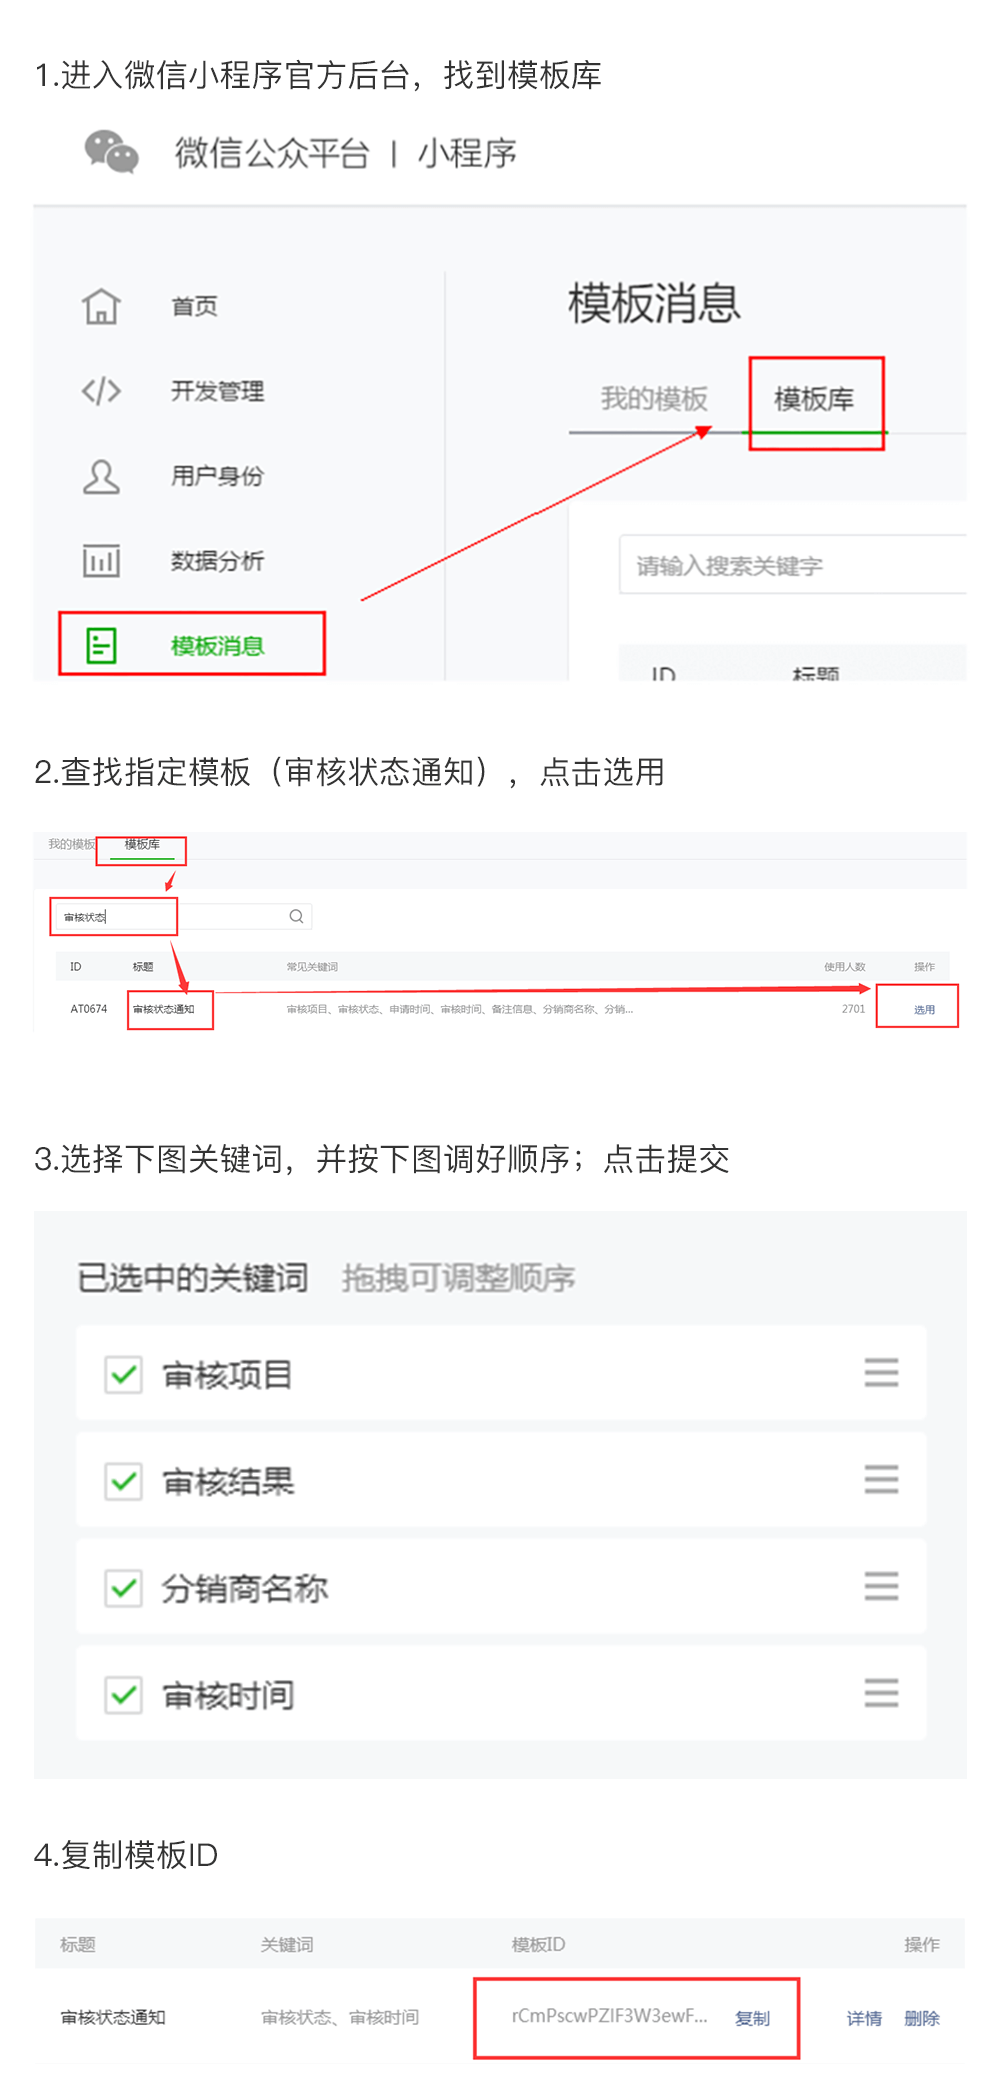 1.进入微信小程序官方后台，找到模板库
微信公众平台 | 小程序
首页
开发管理
用户身份
数据分析
模板消息
模板消息
我的模板 模板库
请输入搜索关键字
ID 标题
2.查找指定模板（审核状态通知），点击选用
我的模板 模板库
审核状态
ID 标题 常见关键词 使用人数 操作
AT0674 审核状态通知 审核项目、审核状态、申请时间、审核时间、备注信息、分销商名称、分销... 2701 选用
3.选择下图关键词，并按下图调好顺序；点击提交
已选中的关键词 拖拽可调整顺序
审核项目
审核结果
分销商名称
审核时间
4.复制模板ID
标题 关键词 模板ID 操作
审核状态通知 审核状态、审核时间 rCmPscwPZIF3W3ewF... 复制 详情 删除